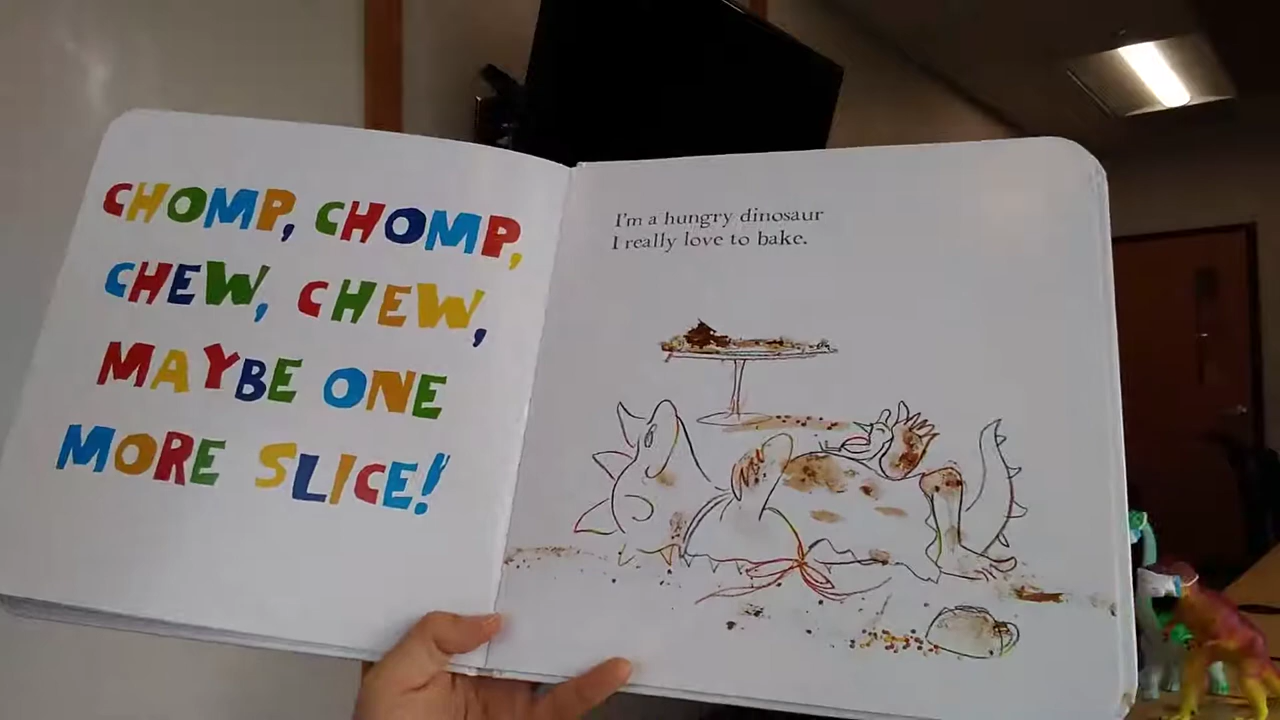 CHOMP, CHOMP,
CHEW, CHEW,
MAYBE ONE
MORE SLICE!
I'm a hungry dinosaur
I really love to bake.